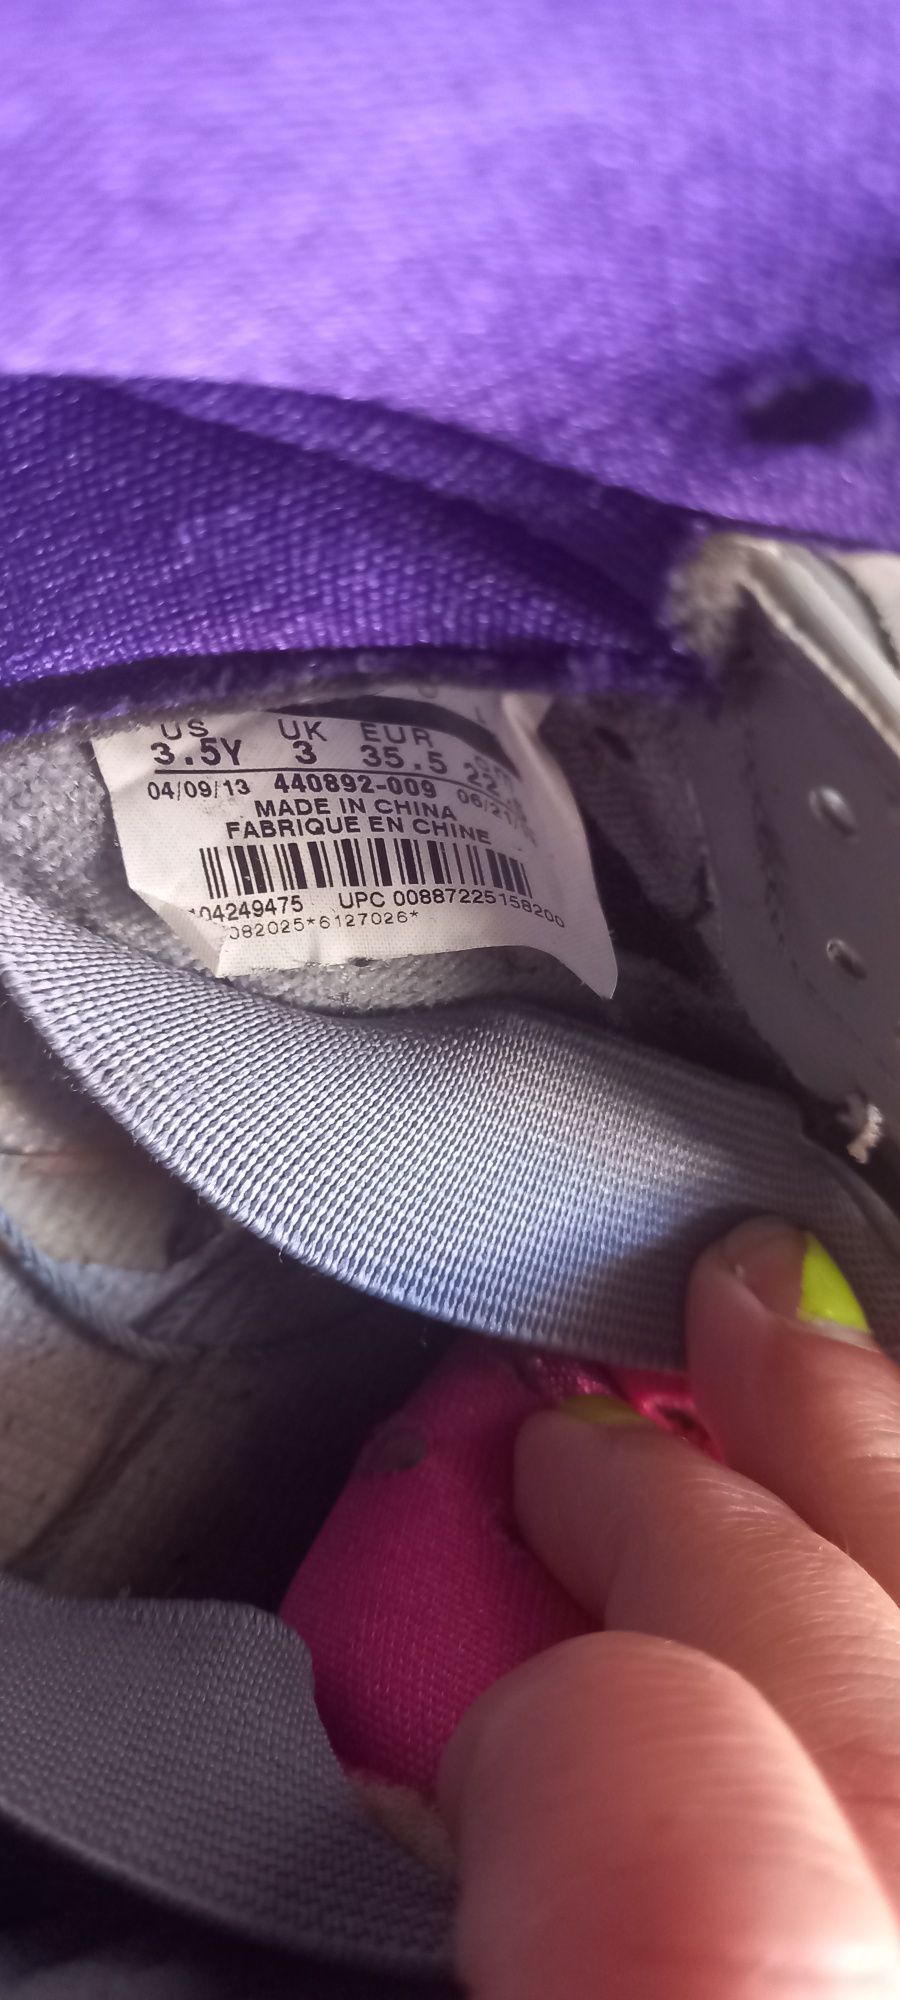 US UK EUR
3.5Y 3 35.5
04/09/13 440892-009
MADE IN CHINA
FABRIQUE EN CHINE
04249475 UPC 00887225158200
082025*6127026*